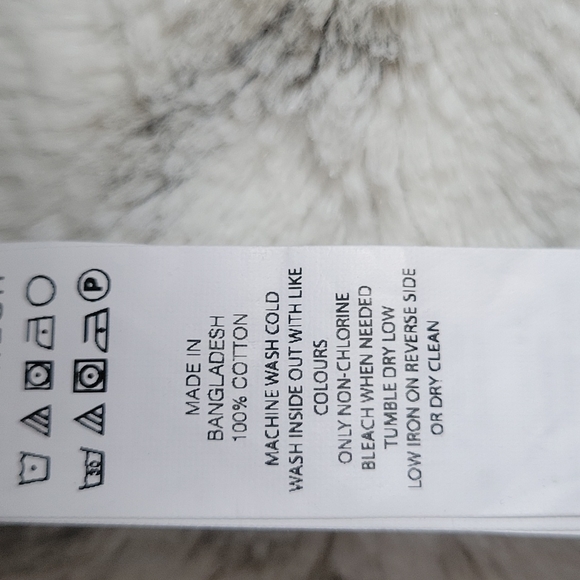 MADE IN
BANGLADESH
100% COTTON
MACHINE WASH COLD
WASH INSIDE OUT WITH LIKE
COLOURS
ONLY NON-CHLORINE
BLEACH WHEN NEEDED
TUMBLE DRY LOW
LOW IRON ON REVERSE SIDE
OR DRY CLEAN
30
P